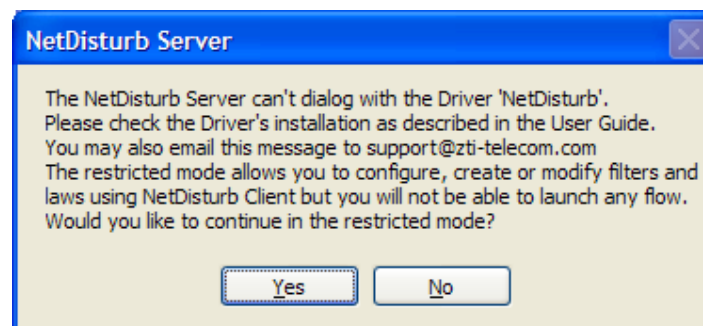 NetDisturb Server
The NetDisturb Server can't dialog with the Driver 'NetDisturb'.
Please check the Driver's installation as described in the User Guide.
You may also email this message to support@zti-telecom.com
The restricted mode allows you to configure, create or modify filters and
laws using NetDisturb Client but you will not be able to launch any flow.
Would you like to continue in the restricted mode?
Yes
No